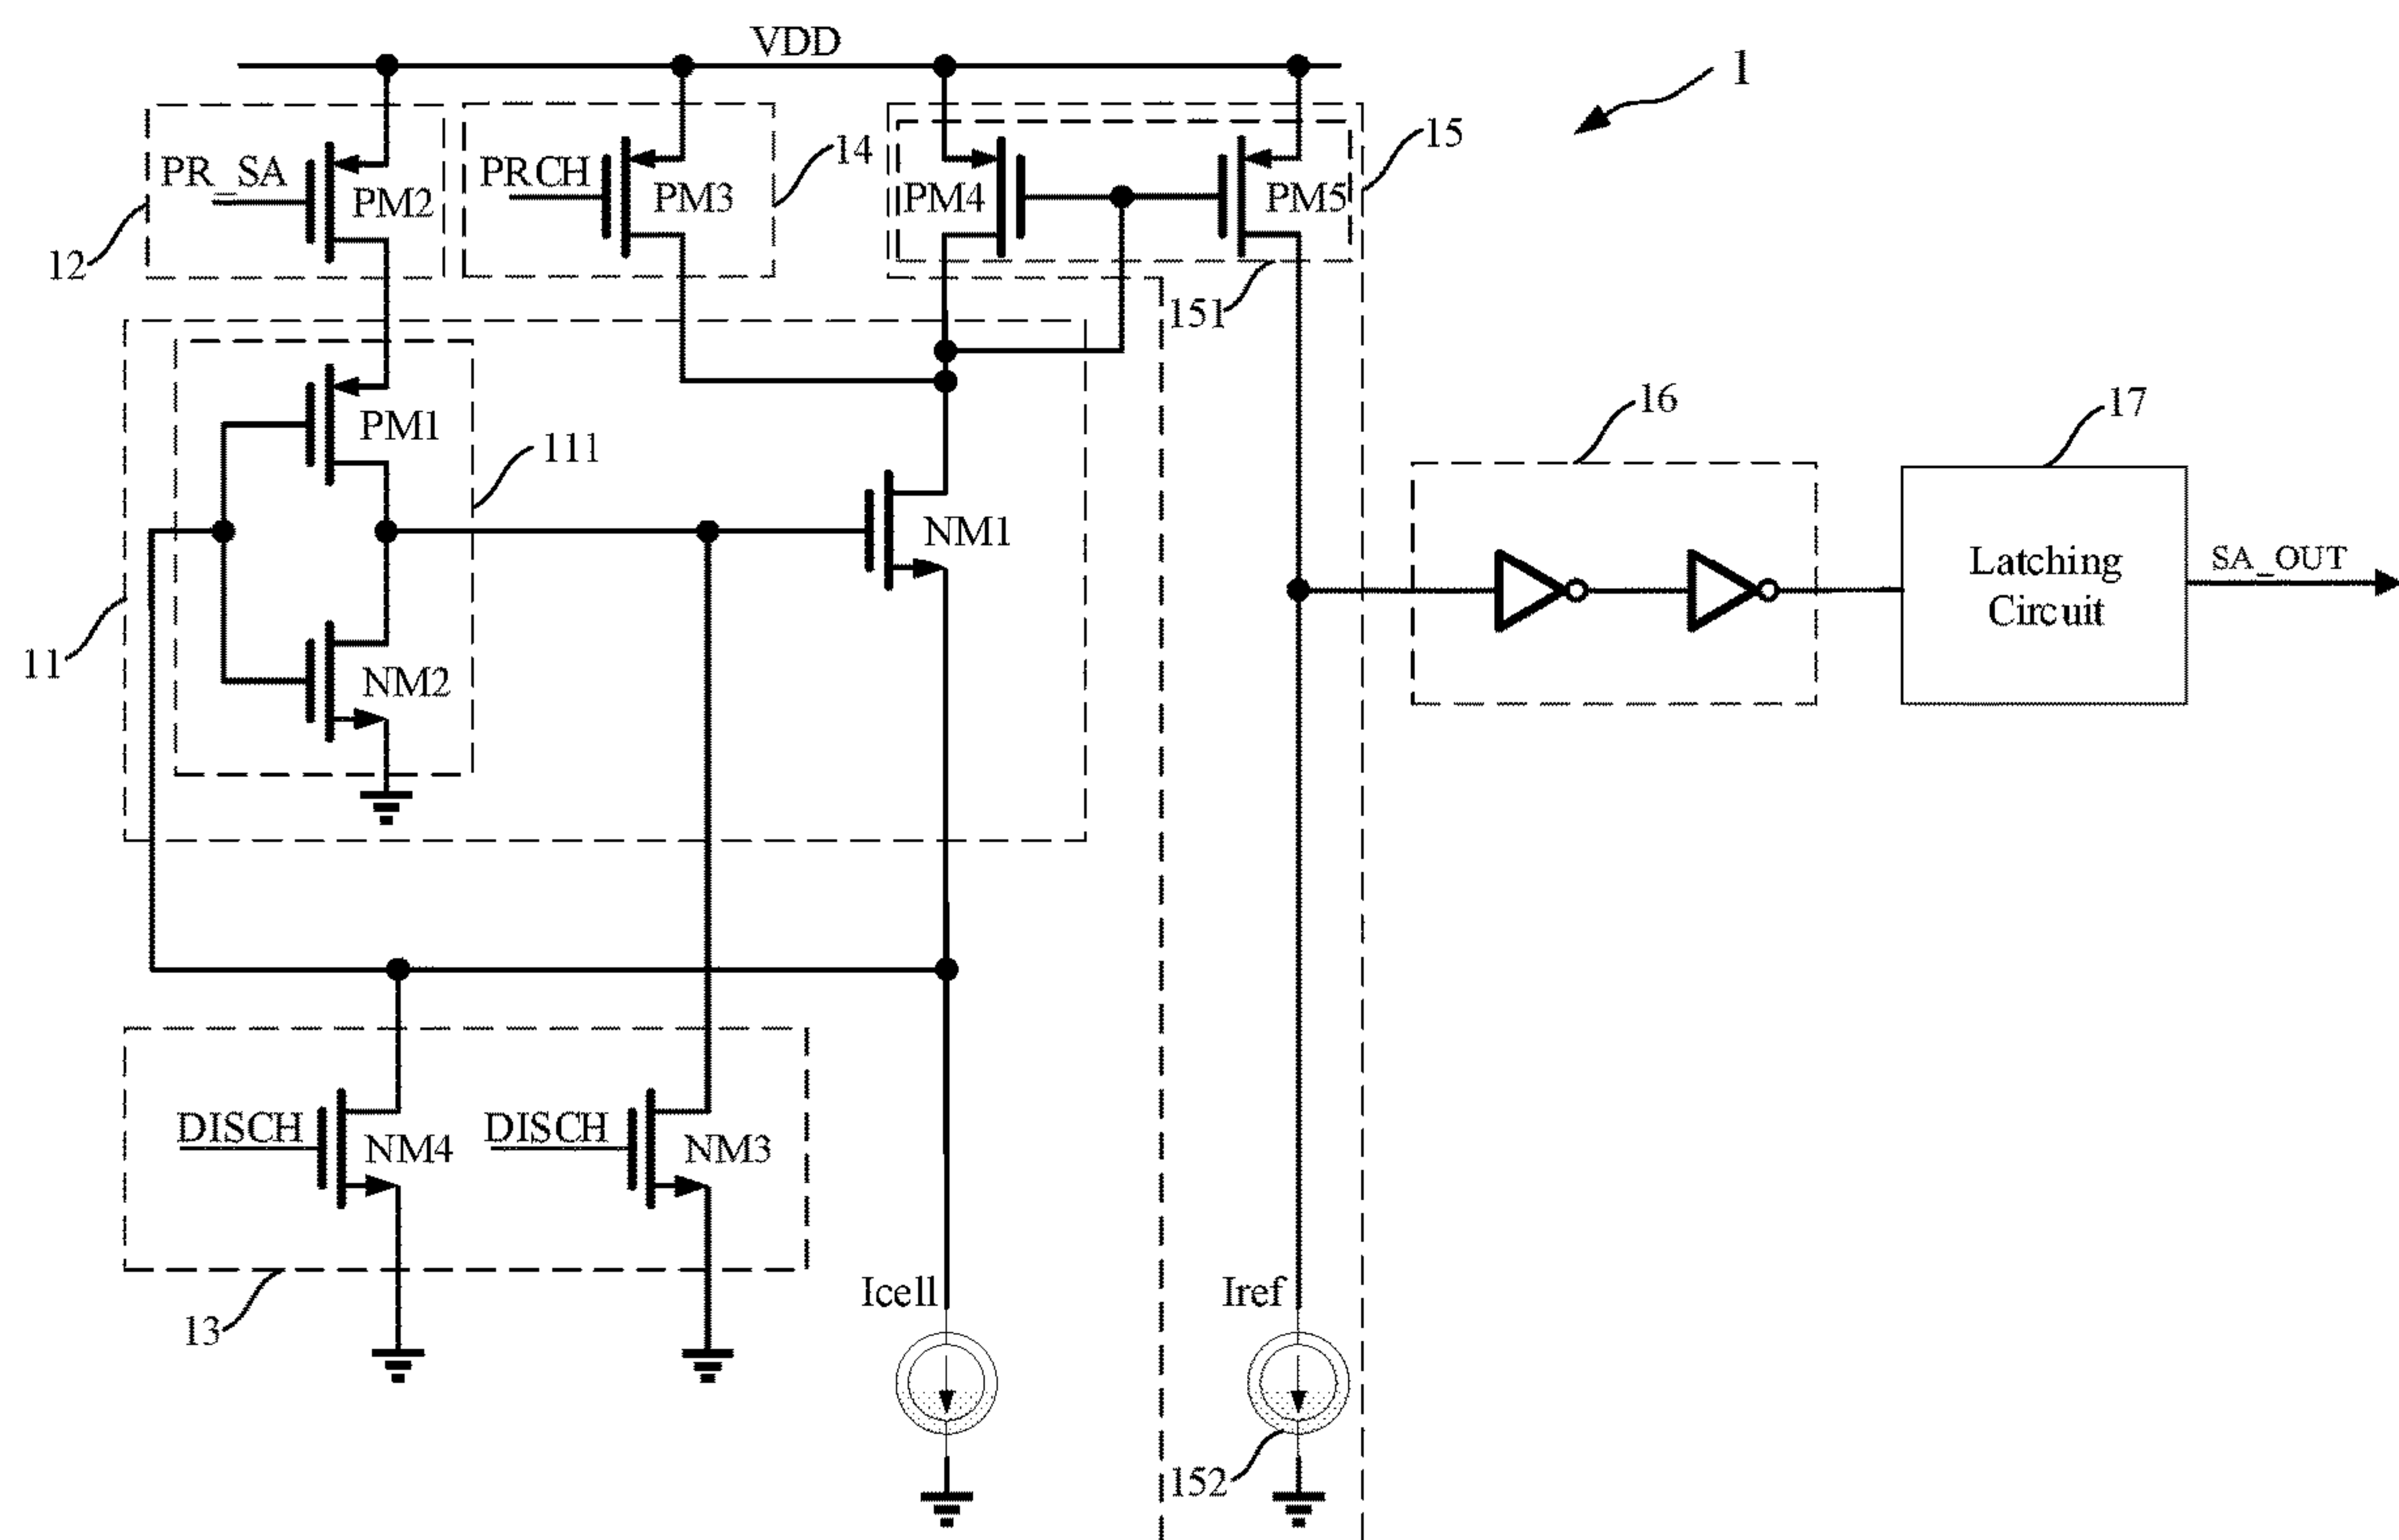 VDD
1
PR_SA
PM2
PRCH
PM3
14
PM4
PM5
15
12
151
PM1
111
NM1
16
17
Latching
Circuit
SA_OUT
11
NM2
DISCH
NM4
DISCH
NM3
13
Icell
Iref
152